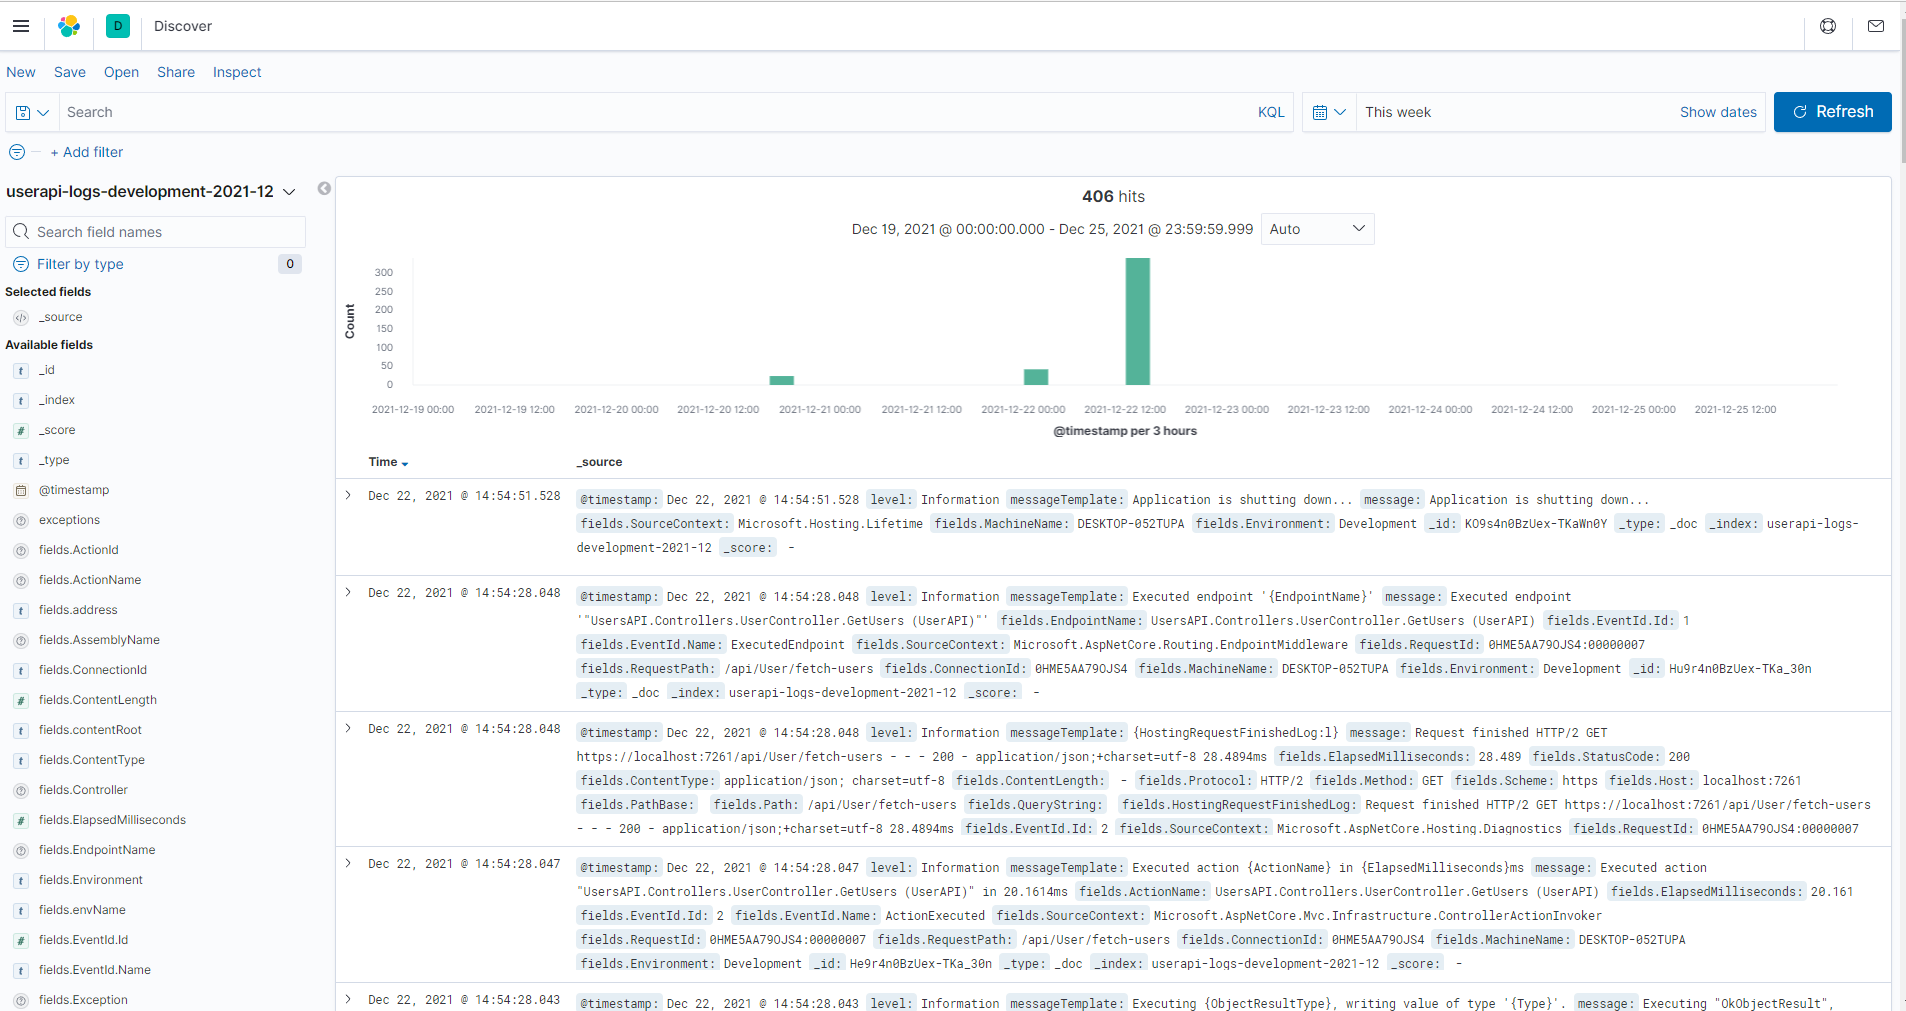 D
Discover
New Save Open Share Inspect
Search KQL This week Show dates Refresh
+ Add filter
userapi-logs-development-2021-12
Search field names
Filter by type 0
Selected fields
_source
Available fields
_id
_index
_score
_type
@timestamp
exceptions
fields.ActionId
fields.ActionName
fields.address
fields.AssemblyName
fields.ConnectionId
fields.ContentLength
fields.contentRoot
fields.ContentType
fields.Controller
fields.ElapsedMilliseconds
fields.EndpointName
fields.Environment
fields.envName
fields.EventId.Id
fields.EventId.Name
fields.Exception
406 hits
Dec 19, 2021 @ 00:00:00.000 - Dec 25, 2021 @ 23:59:59.999 Auto
Count
300
250
200
150
100
50
0
2021-12-19 00:00 2021-12-19 12:00 2021-12-20 00:00 2021-12-20 12:00 2021-12-21 00:00 2021-12-21 12:00 2021-12-22 00:00 2021-12-22 12:00 2021-12-23 00:00 2021-12-23 12:00 2021-12-24 00:00 2021-12-24 12:00 2021-12-25 00:00 2021-12-25 12:00
@timestamp per 3 hours
Time _source
Dec 22, 2021 @ 14:54:51.528
@timestamp: Dec 22, 2021 @ 14:54:51.528 level: Information messageTemplate: Application is shutting down... message: Application is shutting down...
fields.SourceContext: Microsoft.Hosting.Lifetime fields.MachineName: DESKTOP-052TUPA fields.Environment: Development _id: KO9s4n0BzUex-TKaWn0Y _type: _doc _index: userapi-logs-
development-2021-12 _score: -
Dec 22, 2021 @ 14:54:28.048
@timestamp: Dec 22, 2021 @ 14:54:28.048 level: Information messageTemplate: Executed endpoint '{EndpointName}' message: Executed endpoint
'"UsersAPI.Controllers.UserController.GetUsers (UserAPI)"' fields.EndpointName: UsersAPI.Controllers.UserController.GetUsers (UserAPI) fields.EventId.Id: 1
fields.EventId.Name: ExecutedEndpoint fields.SourceContext: Microsoft.AspNetCore.Routing.EndpointMiddleware fields.RequestId: 0HME5AA79OJS4:00000007
fields.RequestPath: /api/User/fetch-users fields.ConnectionId: 0HME5AA79OJS4 fields.MachineName: DESKTOP-052TUPA fields.Environment: Development _id: Hu9r4n0BzUex-TKa_30n
_type: _doc _index: userapi-logs-development-2021-12 _score: -
Dec 22, 2021 @ 14:54:28.048
@timestamp: Dec 22, 2021 @ 14:54:28.048 level: Information messageTemplate: {HostingRequestFinishedLog:l} message: Request finished HTTP/2 GET
https://localhost:7261/api/User/fetch-users - - - 200 - application/json;+charset=utf-8 28.4894ms fields.ElapsedMilliseconds: 28.489 fields.StatusCode: 200
fields.ContentType: application/json; charset=utf-8 fields.ContentLength: - fields.Protocol: HTTP/2 fields.Method: GET fields.Scheme: https fields.Host: localhost:7261
fields.PathBase: fields.Path: /api/User/fetch-users fields.QueryString: fields.HostingRequestFinishedLog: Request finished HTTP/2 GET https://localhost:7261/api/User/fetch-users
- - - 200 - application/json;+charset=utf-8 28.4894ms fields.EventId.Id: 2 fields.SourceContext: Microsoft.AspNetCore.Hosting.Diagnostics fields.RequestId: 0HME5AA79OJS4:00000007
Dec 22, 2021 @ 14:54:28.047
@timestamp: Dec 22, 2021 @ 14:54:28.047 level: Information messageTemplate: Executed action {ActionName} in {ElapsedMilliseconds}ms message: Executed action
"UsersAPI.Controllers.UserController.GetUsers (UserAPI)" in 20.1614ms fields.ActionName: UsersAPI.Controllers.UserController.GetUsers (UserAPI) fields.ElapsedMilliseconds: 20.161
fields.EventId.Id: 2 fields.EventId.Name: ActionExecuted fields.SourceContext: Microsoft.AspNetCore.Mvc.Infrastructure.ControllerActionInvoker
fields.RequestId: 0HME5AA79OJS4:00000007 fields.RequestPath: /api/User/fetch-users fields.ConnectionId: 0HME5AA79OJS4 fields.MachineName: DESKTOP-052TUPA
fields.Environment: Development _id: He9r4n0BzUex-TKa_30n _type: _doc _index: userapi-logs-development-2021-12 _score: -
Dec 22, 2021 @ 14:54:28.043
@timestamp: Dec 22, 2021 @ 14:54:28.043 level: Information messageTemplate: Executing {ObjectResultType}, writing value of type '{Type}'. message: Executing "OkObjectResult",